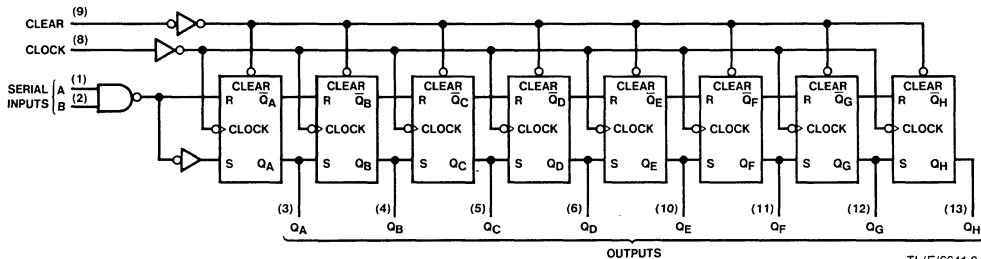 CLEAR (9)
CLOCK (8)
SERIAL INPUTS { A (1)
B (2)
CLEAR CLEAR CLEAR CLEAR CLEAR CLEAR CLEAR CLEAR
R Q̅A R Q̅B R Q̅C R Q̅D R Q̅E R Q̅F R Q̅G R Q̅H
CLOCK CLOCK CLOCK CLOCK CLOCK CLOCK CLOCK CLOCK
S QA S QB S QC S QD S QE S QF S QG S QH
(3) (4) (5) (6) (10) (11) (12) (13)
QA QB QC QD QE QF QG QH
OUTPUTS